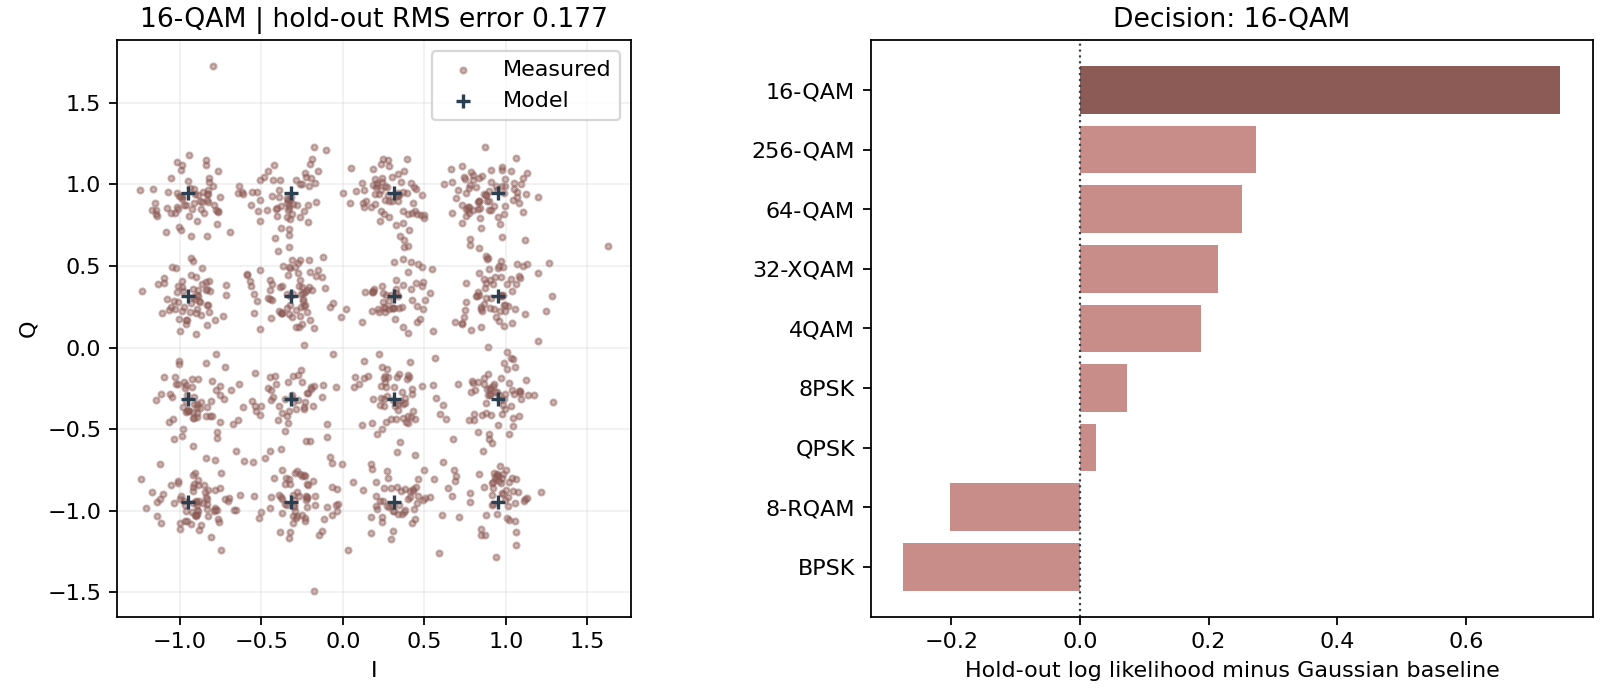 16-QAM | hold-out RMS error 0.177
Measured
Model
Q
1.5
1.0
0.5
0.0
−0.5
−1.0
−1.5
−1.0
−0.5
0.0
0.5
1.0
1.5
I
Decision: 16-QAM
16-QAM
256-QAM
64-QAM
32-XQAM
4QAM
8PSK
QPSK
8-RQAM
BPSK
−0.2
0.0
0.2
0.4
0.6
Hold-out log likelihood minus Gaussian baseline